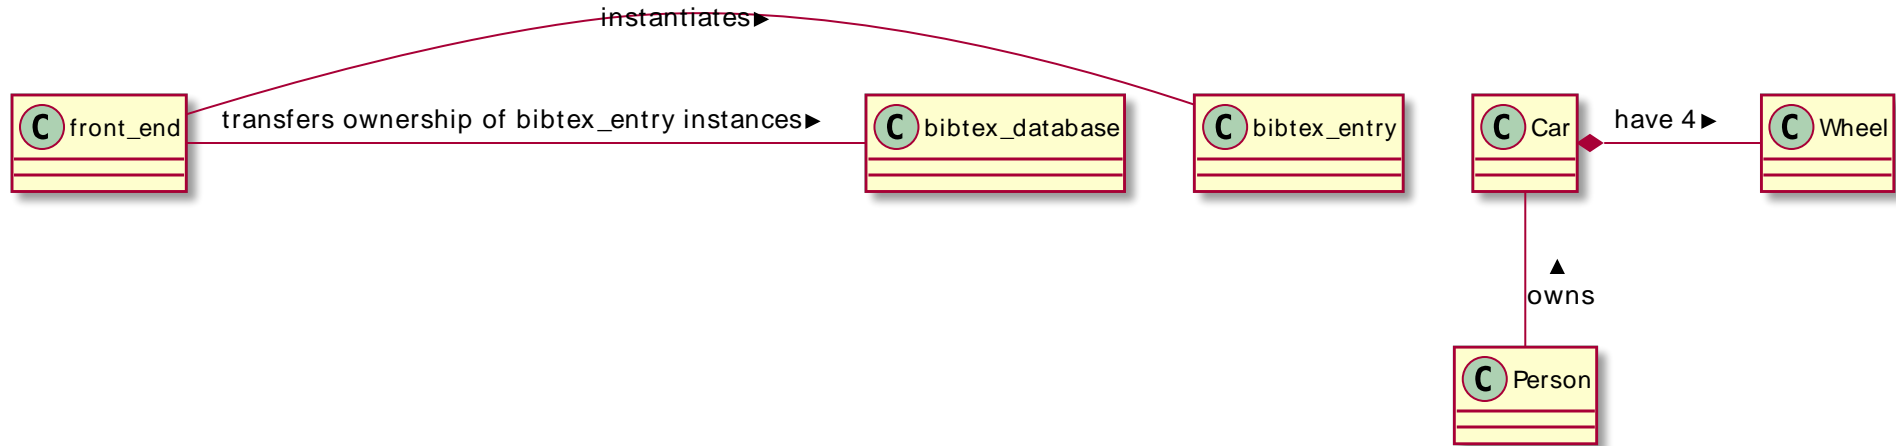 instantiates►
transfers ownership of bibtex_entry instances►
C front_end
C bibtex_database
C bibtex_entry
C Car
have 4►
C Wheel
▲
owns
C Person